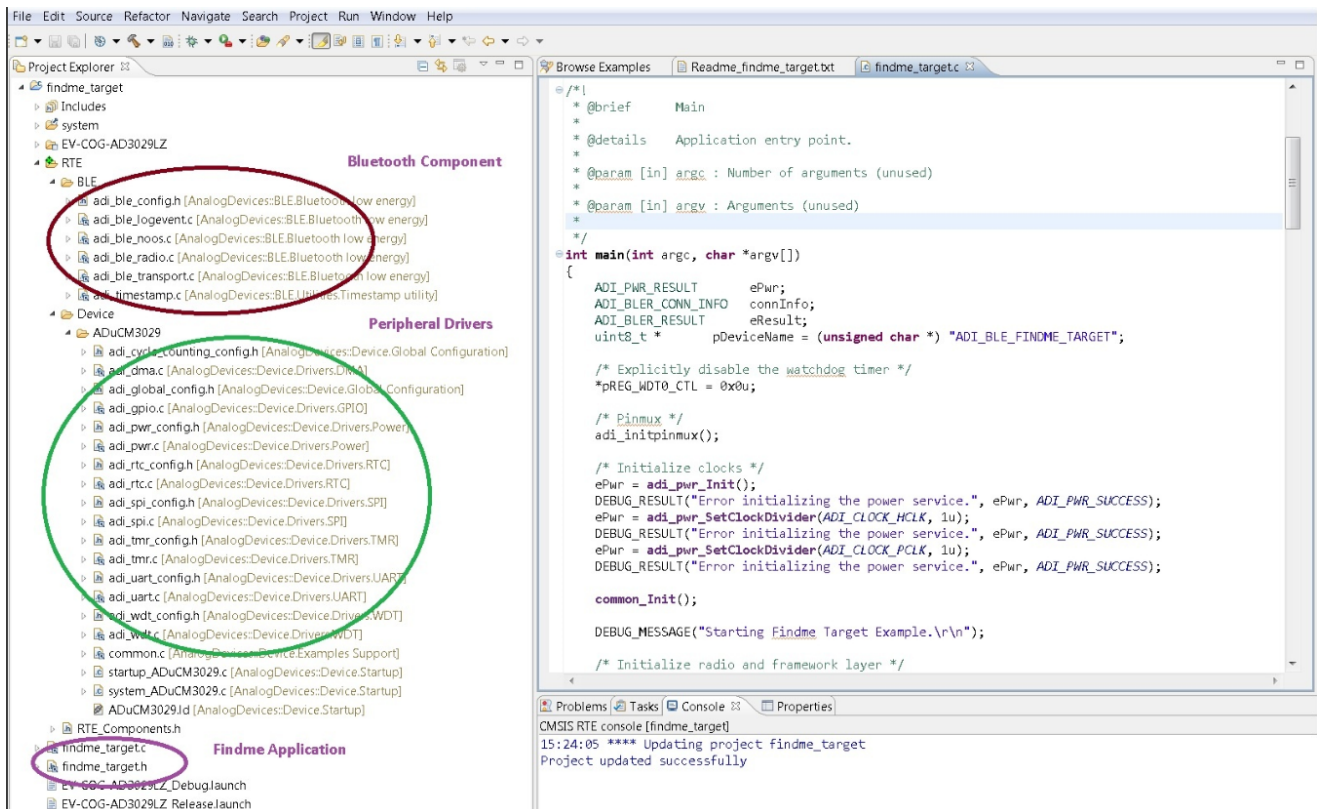 File Edit Source Refactor Navigate Search Project Run Window Help
Project Explorer
findme_target
Includes
system
EV-COG-AD3029LZ
RTE
Bluetooth Component
BLE
adi_ble_config.h [AnalogDevices::BLE.Bluetooth low energy]
adi_ble_logevent.c [AnalogDevices::BLE.Bluetooth low energy]
adi_ble_noos.c [AnalogDevices::BLE.Bluetooth low energy]
adi_ble_radio.c [AnalogDevices::BLE.Bluetooth low energy]
adi_ble_transport.c [AnalogDevices::BLE.Bluetooth low energy]
adi_timestamp.c [AnalogDevices::BLE.Utilities.Timestamp utility]
Device
Peripheral Drivers
ADuCM3029
adi_cycle_counting_config.h [AnalogDevices::Device.Global Configuration]
adi_dma.c [AnalogDevices::Device.Drivers.DMA]
adi_global_config.h [AnalogDevices::Device.Global Configuration]
adi_gpio.c [AnalogDevices::Device.Drivers.GPIO]
adi_pwr_config.h [AnalogDevices::Device.Drivers.Power]
adi_pwr.c [AnalogDevices::Device.Drivers.Power]
adi_rtc_config.h [AnalogDevices::Device.Drivers.RTC]
adi_rtc.c [AnalogDevices::Device.Drivers.RTC]
adi_spi_config.h [AnalogDevices::Device.Drivers.SPI]
adi_spi.c [AnalogDevices::Device.Drivers.SPI]
adi_tmr_config.h [AnalogDevices::Device.Drivers.TMR]
adi_tmr.c [AnalogDevices::Device.Drivers.TMR]
adi_uart_config.h [AnalogDevices::Device.Drivers.UART]
adi_uart.c [AnalogDevices::Device.Drivers.UART]
adi_wdt_config.h [AnalogDevices::Device.Drivers.WDT]
adi_wdt.c [AnalogDevices::Device.Drivers.WDT]
common.c [AnalogDevices::Device.Examples Support]
startup_ADuCM3029.c [AnalogDevices::Device.Startup]
system_ADuCM3029.c [AnalogDevices::Device.Startup]
ADuCM3029.ld [AnalogDevices::Device.Startup]
RTE_Components.h
findme_target.c
Findme Application
findme_target.h
EV-COG-AD3029LZ_Debug.launch
EV-COG-AD3029LZ_Release.launch
Browse Examples Readme_findme_target.txt findme_target.c
/*!
* @brief Main
*
* @details Application entry point.
*
* @param [in] argc : Number of arguments (unused)
*
* @param [in] argv : Arguments (unused)
*
*/
int main(int argc, char *argv[])
{
ADI_PWR_RESULT ePwr;
ADI_BLER_CONN_INFO connInfo;
ADI_BLER_RESULT eResult;
uint8_t * pDeviceName = (unsigned char *) "ADI_BLE_FINDME_TARGET";
/* Explicitly disable the watchdog timer */
*pREG_WDT0_CTL = 0x0u;
/* Pinmux */
adi_initpinmux();
/* Initialize clocks */
ePwr = adi_pwr_Init();
DEBUG_RESULT("Error initializing the power service.", ePwr, ADI_PWR_SUCCESS);
ePwr = adi_pwr_SetClockDivider(ADI_CLOCK_HCLK, 1u);
DEBUG_RESULT("Error initializing the power service.", ePwr, ADI_PWR_SUCCESS);
ePwr = adi_pwr_SetClockDivider(ADI_CLOCK_PCLK, 1u);
DEBUG_RESULT("Error initializing the power service.", ePwr, ADI_PWR_SUCCESS);
common_Init();
DEBUG_MESSAGE("Starting Findme Target Example.\r\n");
/* Initialize radio and framework layer */
Problems Tasks Console Properties
CMSIS RTE console [findme_target]
15:24:05 **** Updating project findme_target
Project updated successfully